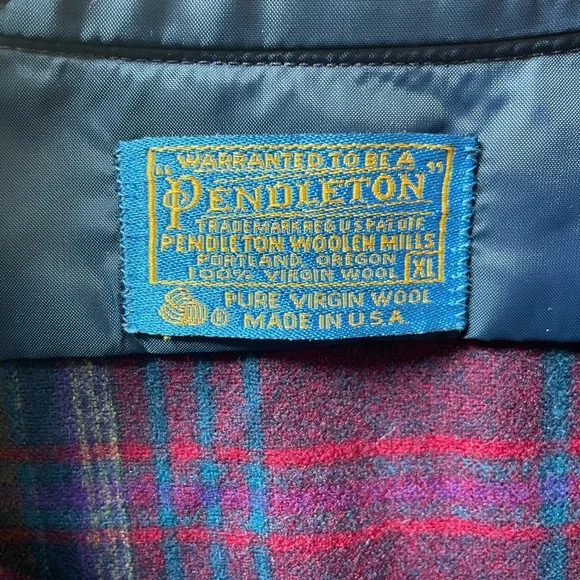 WARRANTED TO BE A
"PENDLETON"
TRADEMARK REG U.S. PAT. OFF.
PENDLETON WOOLEN MILLS
PORTLAND, OREGON
100% VIRGIN WOOL XL
® PURE VIRGIN WOOL
MADE IN U.S.A.